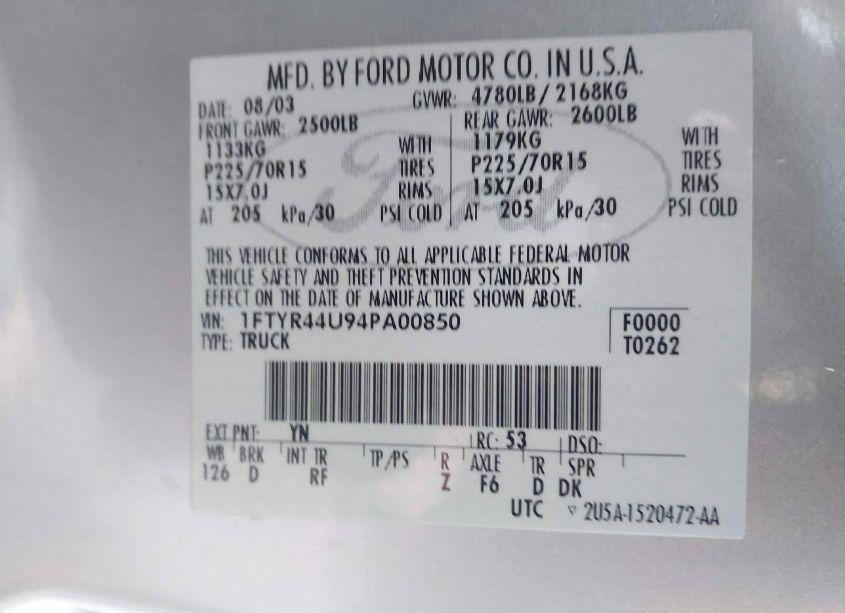 MFD. BY FORD MOTOR CO. IN U.S.A.
DATE: 08/03 GVWR: 4780LB/ 2168KG
FRONT GAWR: 2500LB REAR GAWR: 2600LB
1133KG WITH 1179KG WITH
P225/70R15 TIRES P225/70R15 TIRES
15X7.0J RIMS 15X7.0J RIMS
AT 205 kPa/30 PSI COLD AT 205 kPa/30 PSI COLD
Ford
THIS VEHICLE CONFORMS TO ALL APPLICABLE FEDERAL MOTOR
VEHICLE SAFETY AND THEFT PREVENTION STANDARDS IN
EFFECT ON THE DATE OF MANUFACTURE SHOWN ABOVE.
VIN: 1FTYR44U94PA00850 F0000
TYPE: TRUCK T0262
EXT PNT: YN RC: 53 DSO:
WB BRK INT TR TP/PS R AXLE TR SPR
126 D RF Z F6 D DK
UTC ▽ 2U5A-1520472-AA